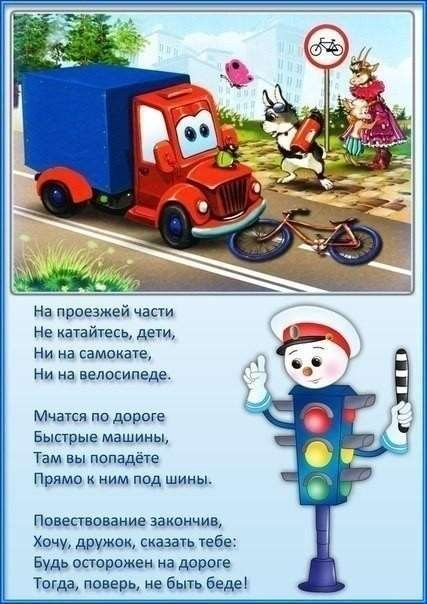 На проезжей части
Не катайтесь, дети,
Ни на самокате,
Ни на велосипеде.
Мчатся по дороге
Быстрые машины,
Там вы попадёте
Прямо к ним под шины.
Повествование закончив,
Хочу, дружок, сказать тебе:
Будь осторожен на дороге
Тогда, поверь, не быть беде!